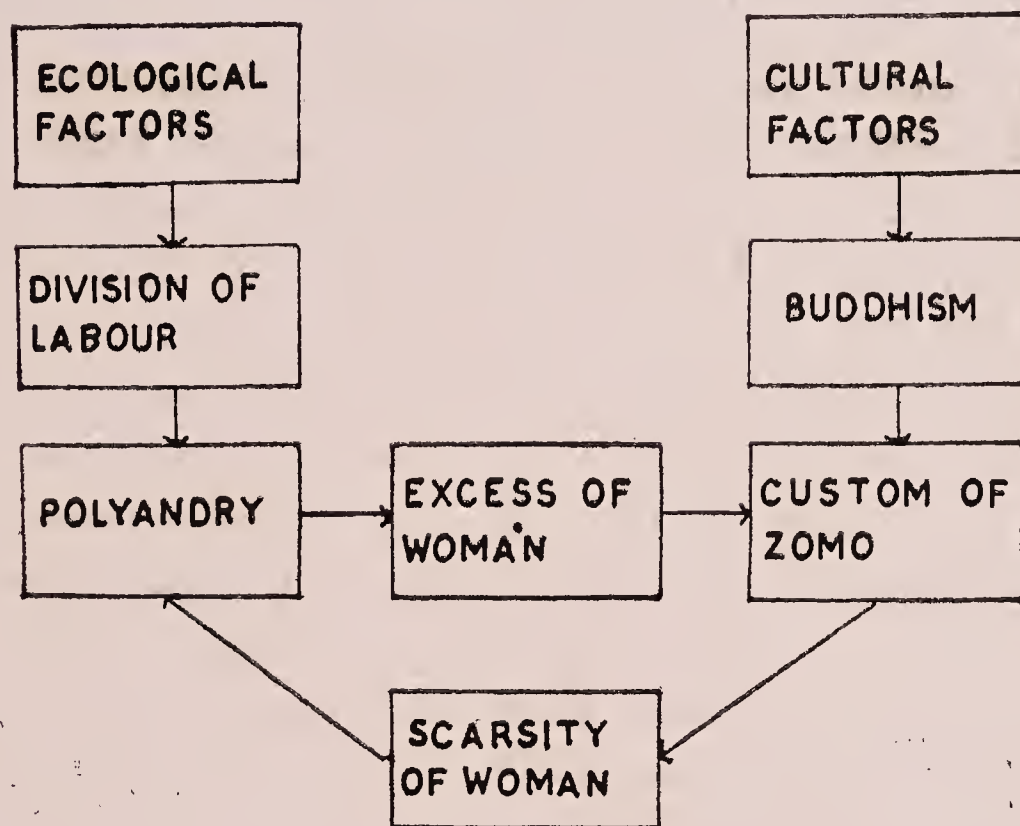 ECOLOGICAL
FACTORS
CULTURAL
FACTORS
DIVISION OF
LABOUR
BUDDHISM
POLYANDRY
EXCESS OF
WOMAN
CUSTOM OF
ZOMO
SCARSITY
OF WOMAN